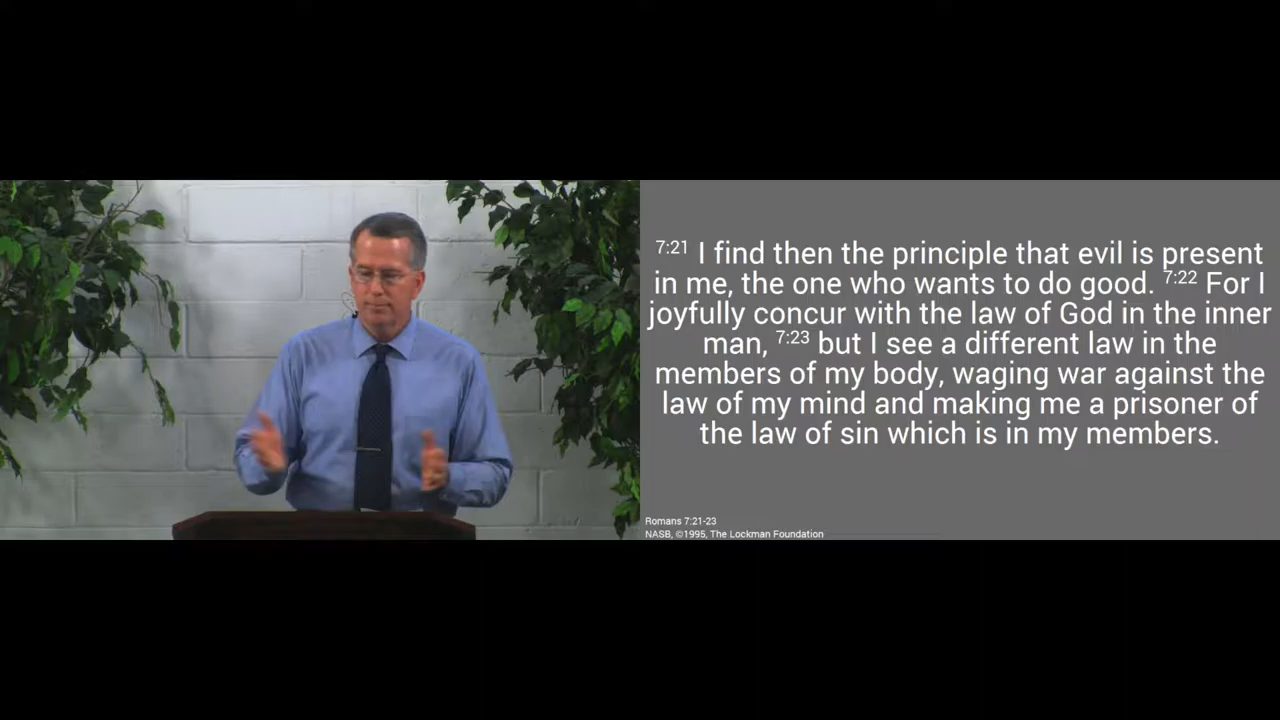 7:21 I find then the principle that evil is present
in me, the one who wants to do good. 7:22 For I
joyfully concur with the law of God in the inner
man, 7:23 but I see a different law in the
members of my body, waging war against the
law of my mind and making me a prisoner of
the law of sin which is in my members.
Romans 7:21-23
NASB, ©1995, The Lockman Foundation